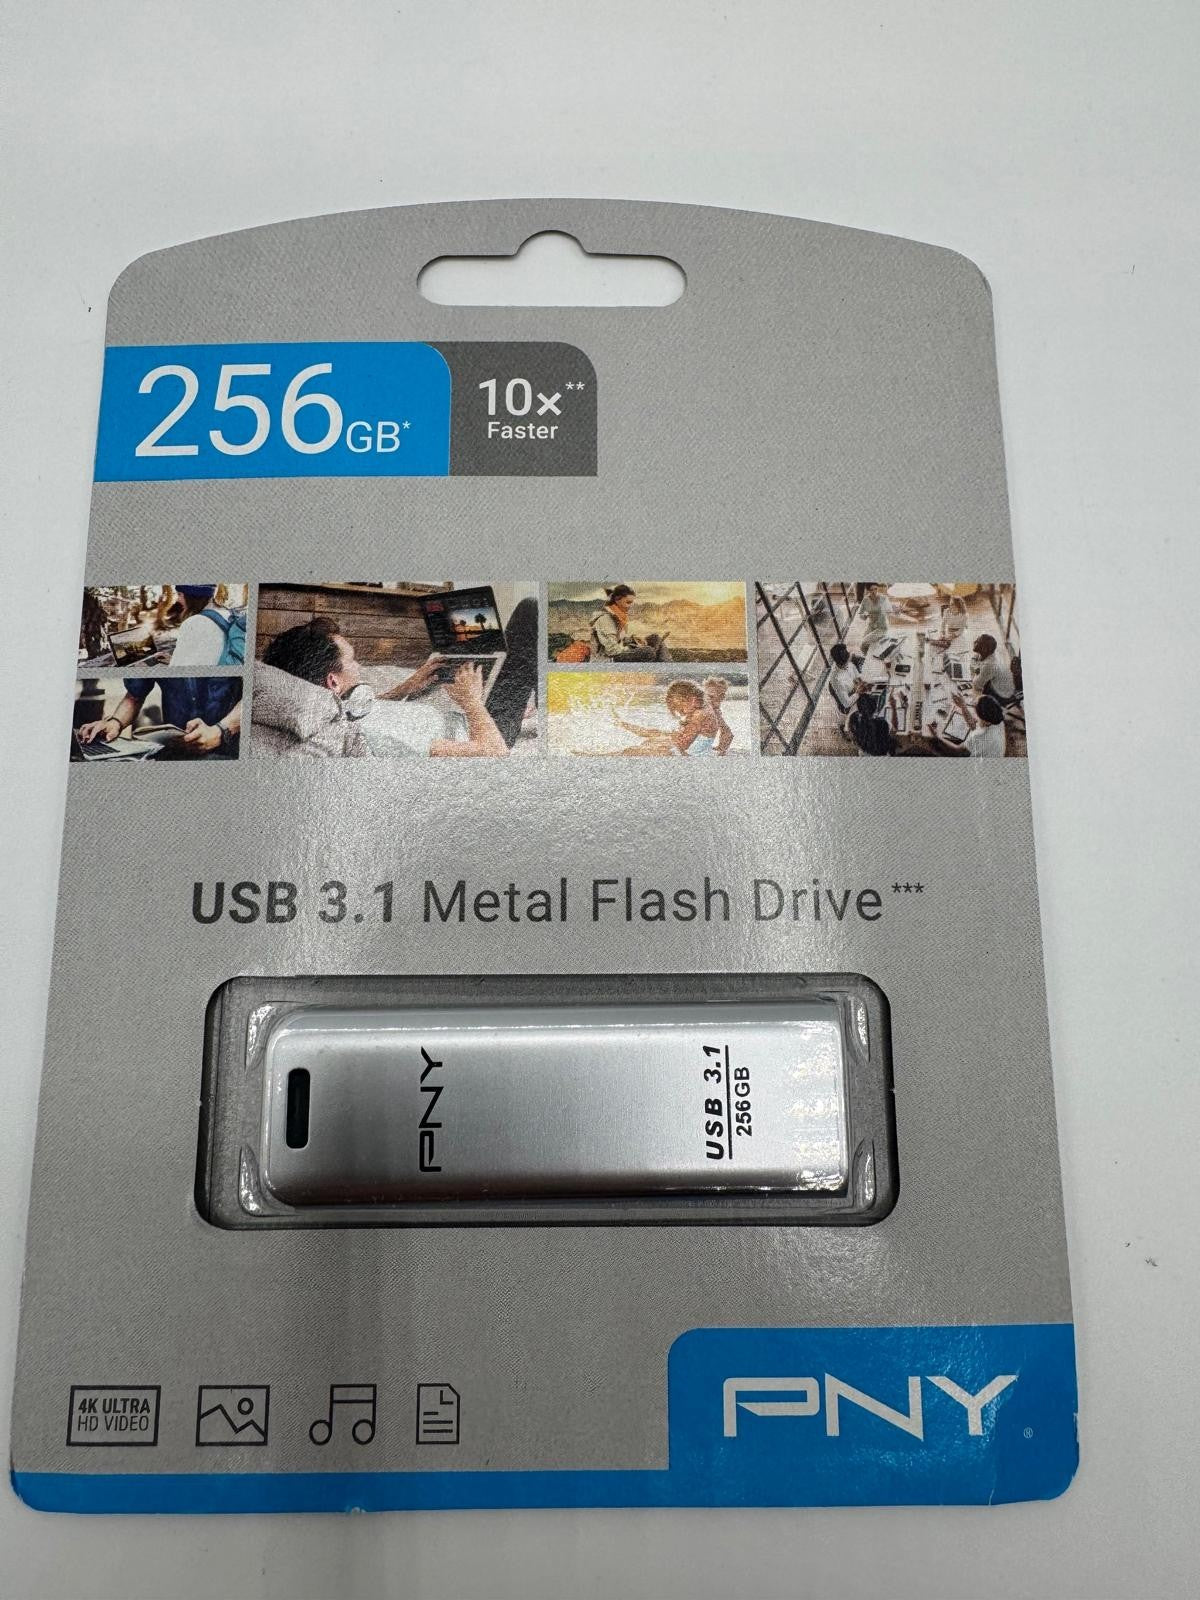 256GB*
10x**
Faster
USB 3.1 Metal Flash Drive***
PNY
USB 3.1
256GB
4K ULTRA
HD VIDEO
PNY®